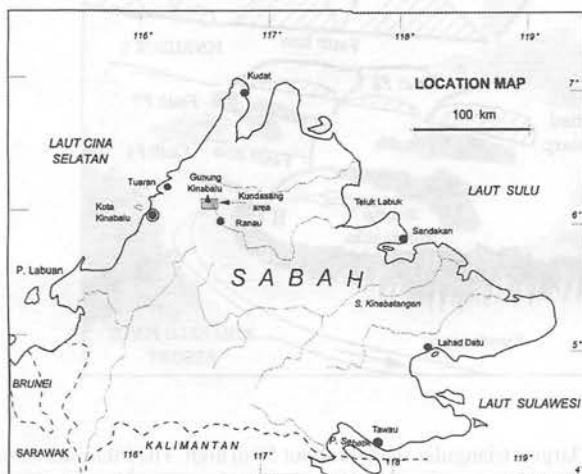 116°
117°
118°
119°
Kudat
LOCATION MAP
7°
100 km
LAUT CINA
SELATAN
Gunung
Kinabalu
Tuaran
Kundasang
area
Teluk Labuk
LAUT SULU
Kota
Kinabalu
Ranau
6°
Sandakan
SABAH
P. Labuan
S. Kinabatangan
Lahad Datu
5°
BRUNEI
LAUT SULAWESI
Tawau
SARAWAK
116°
KALIMANTAN
117°
P. Sebatik
118
119°